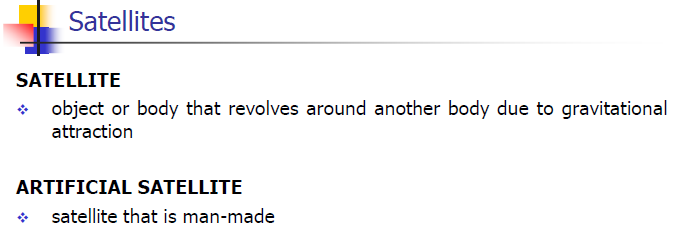 Satellites
SATELLITE
❖ object or body that revolves around another body due to gravitational
attraction
ARTIFICIAL SATELLITE
❖ satellite that is man-made